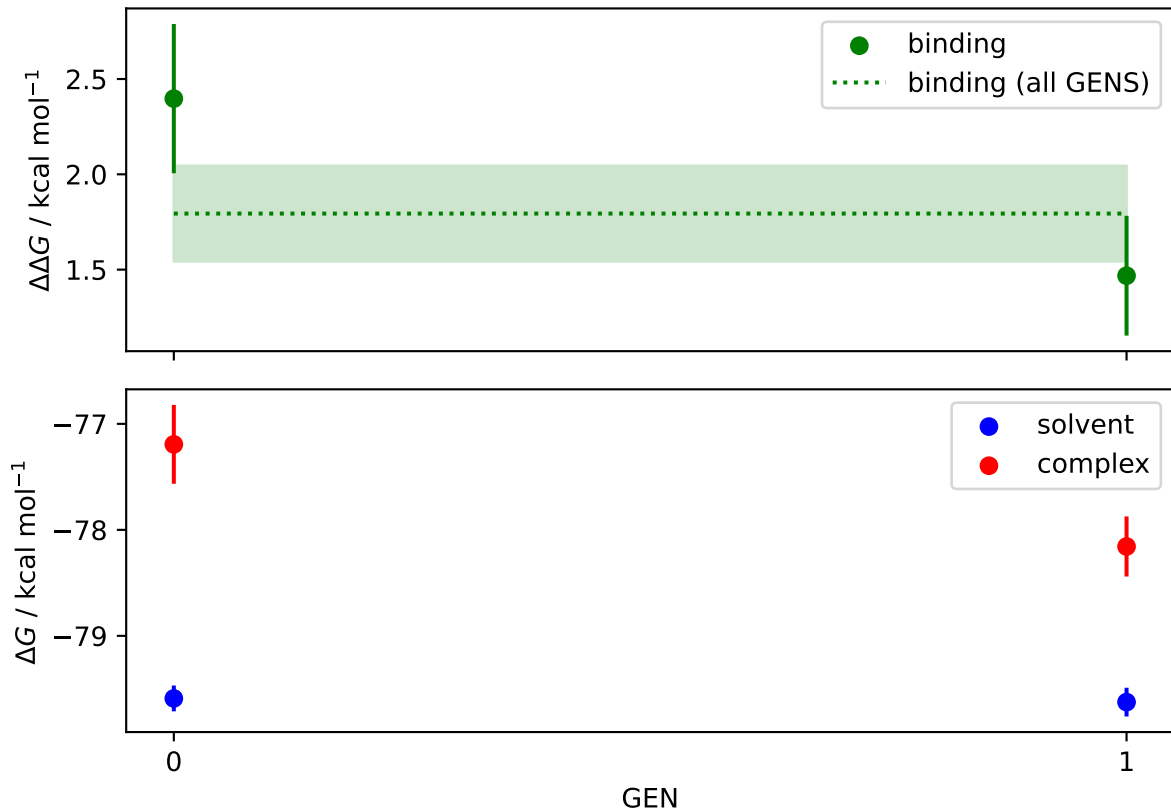 ΔΔG / kcal mol⁻¹
2.5
2.0
1.5
binding
binding (all GENS)
ΔG / kcal mol⁻¹
−77
−78
−79
solvent
complex
0
1
GEN